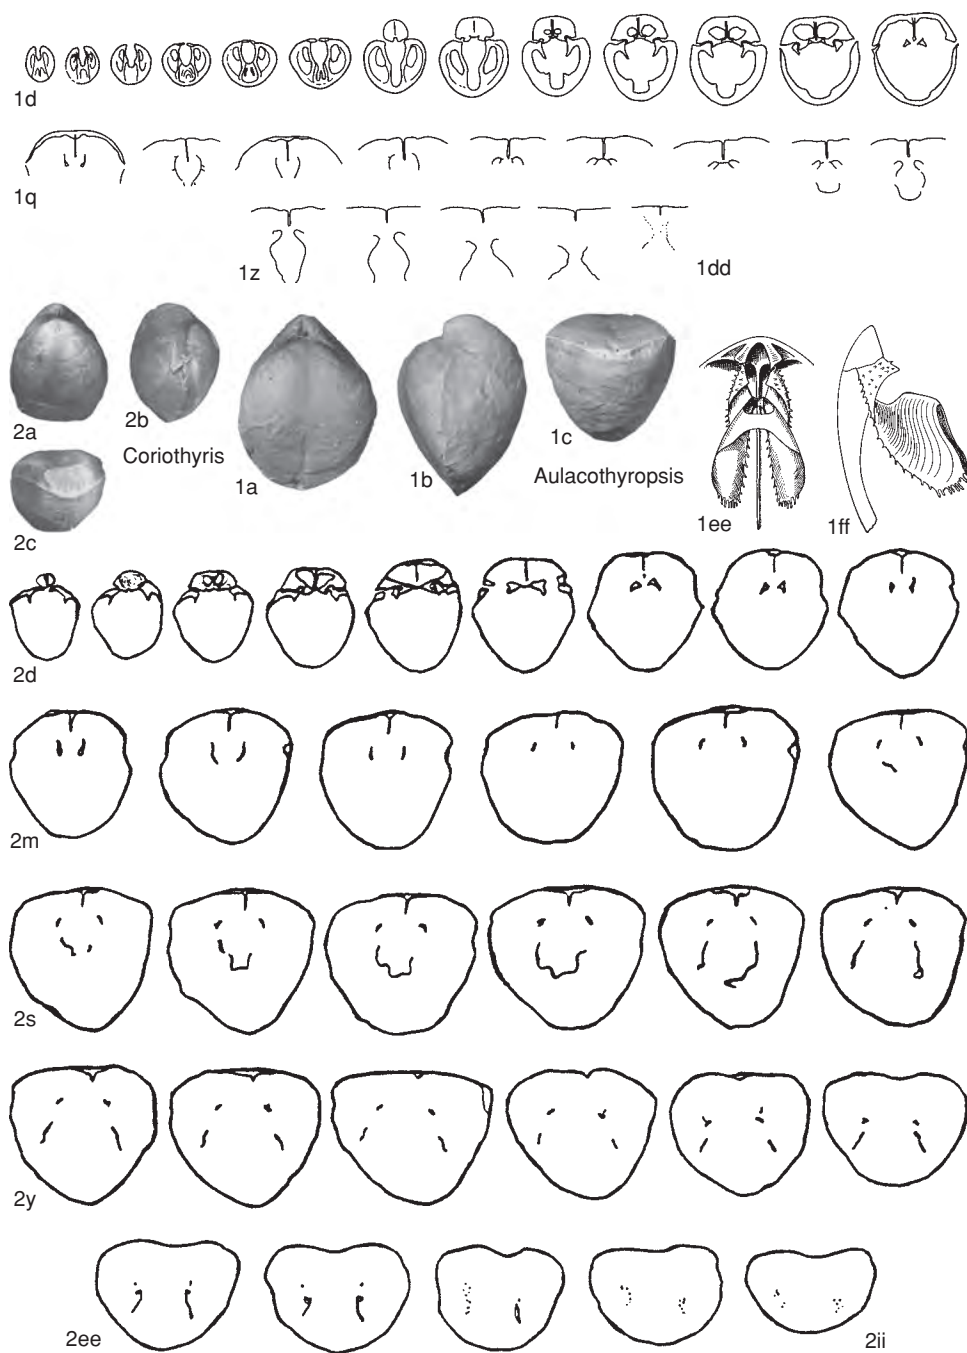 1d
1q
1z
1dd
2a
2b
Coriothyris
2c
1a
1b
1c
Aulacothyropsis
1ee
1ff
2d
2m
2s
2y
2ee
2ii